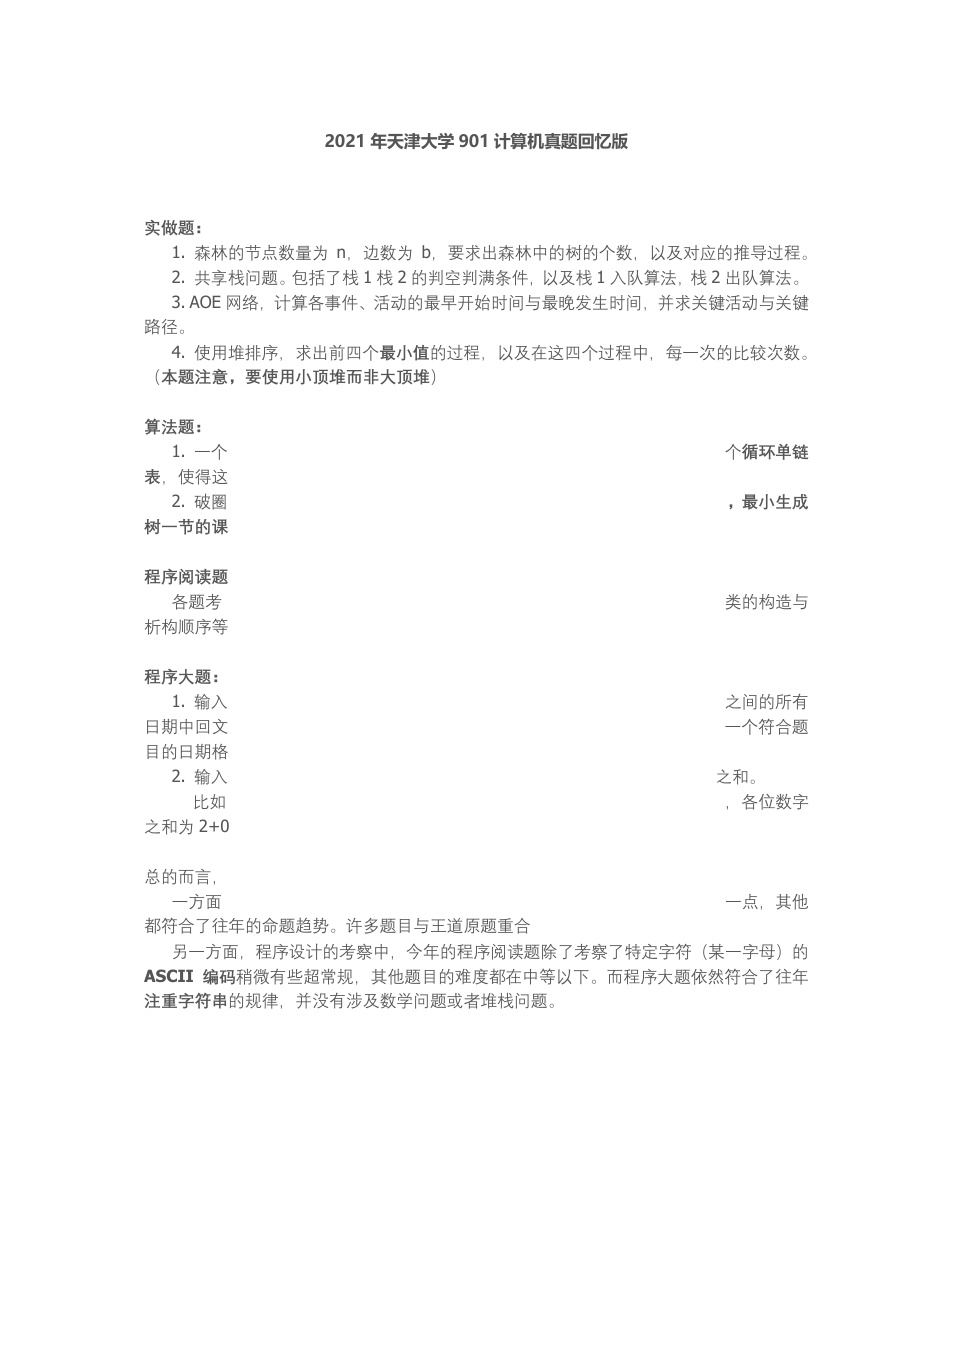 2021 年天津大学 901 计算机真题回忆版
实做题：
1. 森林的节点数量为 n，边数为 b，要求出森林中的树的个数，以及对应的推导过程。
2. 共享栈问题。包括了栈 1 栈 2 的判空判满条件，以及栈 1 入队算法，栈 2 出队算法。
3. AOE 网络，计算各事件、活动的最早开始时间与最晚发生时间，并求关键活动与关键
路径。
4. 使用堆排序，求出前四个最小值的过程，以及在这四个过程中，每一次的比较次数。
（本题注意，要使用小顶堆而非大顶堆）
算法题：
1. 一个 个循环单链
表，使得这
2. 破圈 ，最小生成
树一节的课
程序阅读题
各题考 类的构造与
析构顺序等
程序大题：
1. 输入 之间的所有
日期中回文 一个符合题
目的日期格
2. 输入 之和。
比如 ，各位数字
之和为 2+0
总的而言，
一方面 一点，其他
都符合了往年的命题趋势。许多题目与王道原题重合
另一方面，程序设计的考察中，今年的程序阅读题除了考察了特定字符（某一字母）的
ASCII 编码稍微有些超常规，其他题目的难度都在中等以下。而程序大题依然符合了往年
注重字符串的规律，并没有涉及数学问题或者堆栈问题。